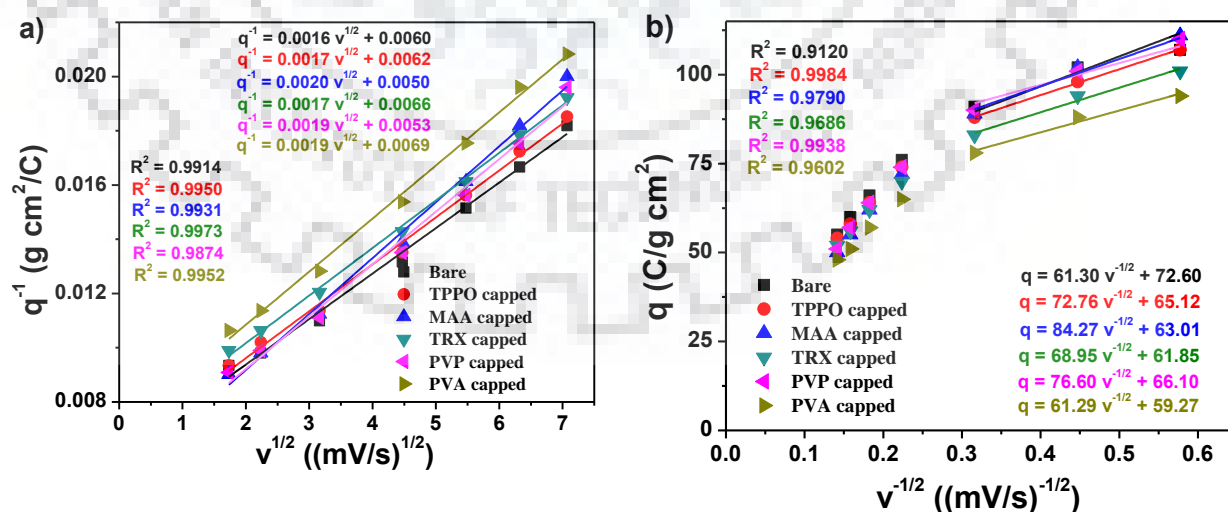 a)
q⁻¹ = 0.0016 v^1/2 + 0.0060
q⁻¹ = 0.0017 v^1/2 + 0.0062
q⁻¹ = 0.0020 v^1/2 + 0.0050
q⁻¹ = 0.0017 v^1/2 + 0.0066
q⁻¹ = 0.0019 v^1/2 + 0.0053
q⁻¹ = 0.0019 v^1/2 + 0.0069
R² = 0.9914
R² = 0.9950
R² = 0.9931
R² = 0.9973
R² = 0.9874
R² = 0.9952
Bare
TPPO capped
MAA capped
TRX capped
PVP capped
PVA capped
q⁻¹ (g cm²/C)
0.020
0.016
0.012
0.008
0 1 2 3 4 5 6 7
v^1/2 ((mV/s)^1/2)
b)
R² = 0.9120
R² = 0.9984
R² = 0.9790
R² = 0.9686
R² = 0.9938
R² = 0.9602
Bare
TPPO capped
MAA capped
TRX capped
PVP capped
PVA capped
q = 61.30 v^-1/2 + 72.60
q = 72.76 v^-1/2 + 65.12
q = 84.27 v^-1/2 + 63.01
q = 68.95 v^-1/2 + 61.85
q = 76.60 v^-1/2 + 66.10
q = 61.29 v^-1/2 + 59.27
q (C/g cm²)
100
75
50
25
0
0.0 0.1 0.2 0.3 0.4 0.5 0.6
v^-1/2 ((mV/s)^-1/2)